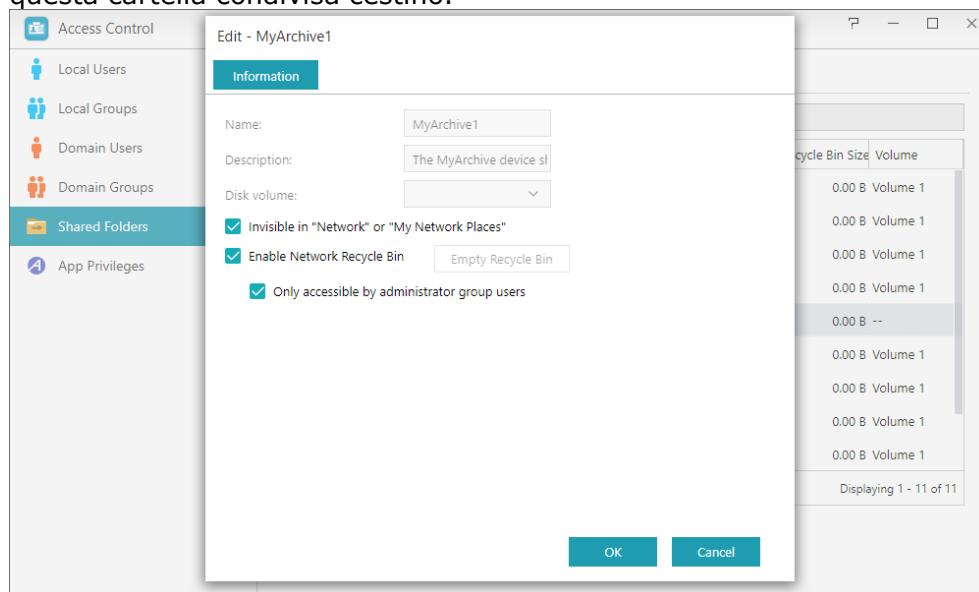 questa cartella condivisa cestino.
Access Control
Local Users
Local Groups
Domain Users
Domain Groups
Shared Folders
App Privileges
Edit - MyArchive1
Information
Name: MyArchive1
Description: The MyArchive device sl
Disk volume:
Invisible in "Network" or "My Network Places"
Enable Network Recycle Bin Empty Recycle Bin
Only accessible by administrator group users
OK Cancel
cycle Bin Size Volume
0.00 B Volume 1
0.00 B Volume 1
0.00 B Volume 1
0.00 B Volume 1
0.00 B --
0.00 B Volume 1
0.00 B Volume 1
0.00 B Volume 1
0.00 B Volume 1
Displaying 1 - 11 of 11